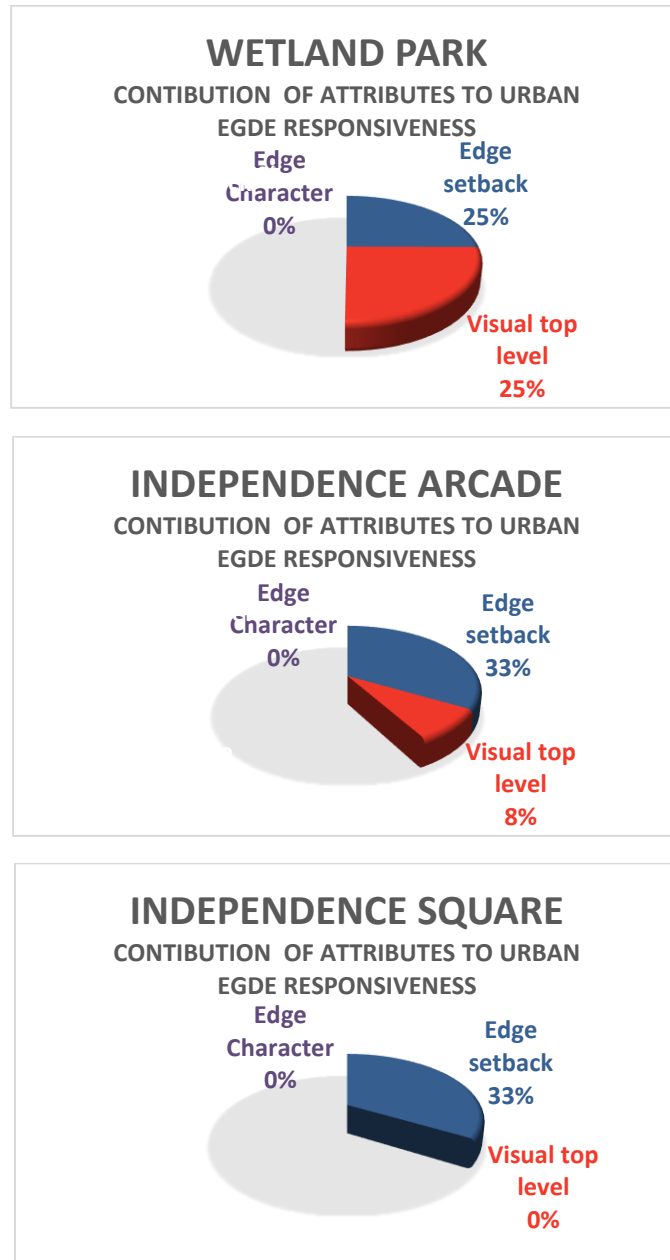 WETLAND PARK
CONTIBUTION OF ATTRIBUTES TO URBAN
EGDE RESPONSIVENESS
Edge
Character
0%
Edge
setback
25%
Visual top
level
25%
INDEPENDENCE ARCADE
CONTIBUTION OF ATTRIBUTES TO URBAN
EGDE RESPONSIVENESS
Edge
Character
0%
Edge
setback
33%
Visual top
level
8%
INDEPENDENCE SQUARE
CONTIBUTION OF ATTRIBUTES TO URBAN
EGDE RESPONSIVENESS
Edge
Character
0%
Edge
setback
33%
Visual top
level
0%